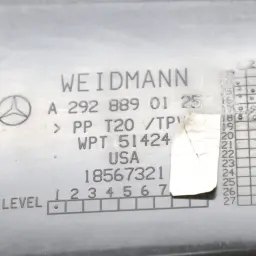 WEIDMANN
A 292 889 01 25
> PP T20 /TPV
WPT 51424
USA
18567321
1 2 3 4 5 6 7
LEVEL
27